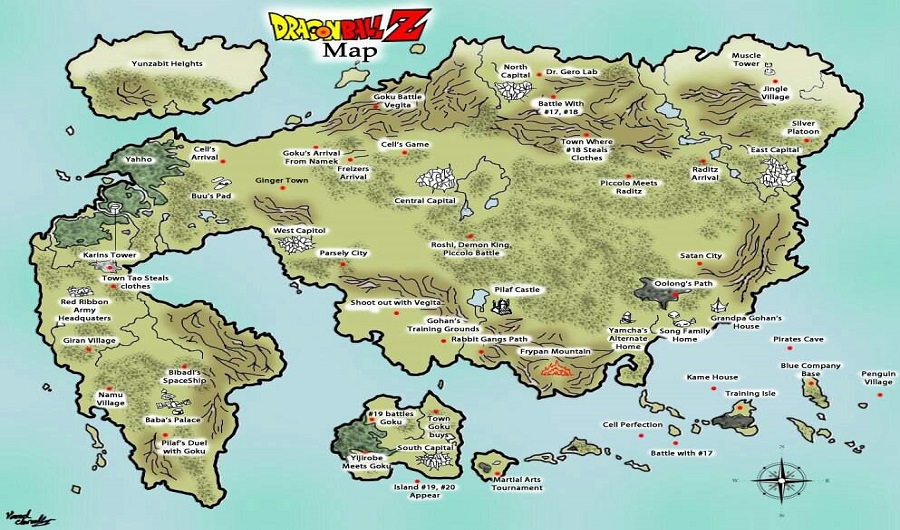 DRAGONBALL Z
Map
Yunzabit Heights
North
Capital
Dr. Gero Lab
Muscle
Tower
Jingle
Village
Goku Battle
Vegita
Battle With
#17, #18
Silver
Platoon
Town Where
#18 Steals
Clothes
Cell's Game
East Capital
Cell's
Arrival
Goku's Arrival
From Namek
Yahho
Freizers
Arrival
Raditz
Arrival
Ginger Town
Piccolo Meets
Raditz
Buu's Pad
Central Capital
West Capitol
Roshi, Demon King,
Piccolo Battle
Parsely City
Karins Tower
Satan City
Town Tao Steals
clothes
Oolong's Path
Pilaf Castle
Red Ribbon
Army
Headquaters
Shoot out with Vegita
Grandpa Gohan's
House
Gohan's
Training Grounds
Yamcha's
Alternate
Home
Song Family
Home
Giran Village
Rabbit Gangs Path
Pirates Cave
Frypan Mountain
Bibadi's
SpaceShip
Blue Company
Base
Penguin
Village
Kame House
Namu
Village
Training Isle
Baba's Palace
#19 battles
Goku
Town
Goku
buys
Cell Perfection
Pilaf's Duel
with Goku
South Capital
Battle with #17
Yijirobe
Meets Goku
Martial Arts
Tournament
Island #19, #20
Appear
N
W
E
S